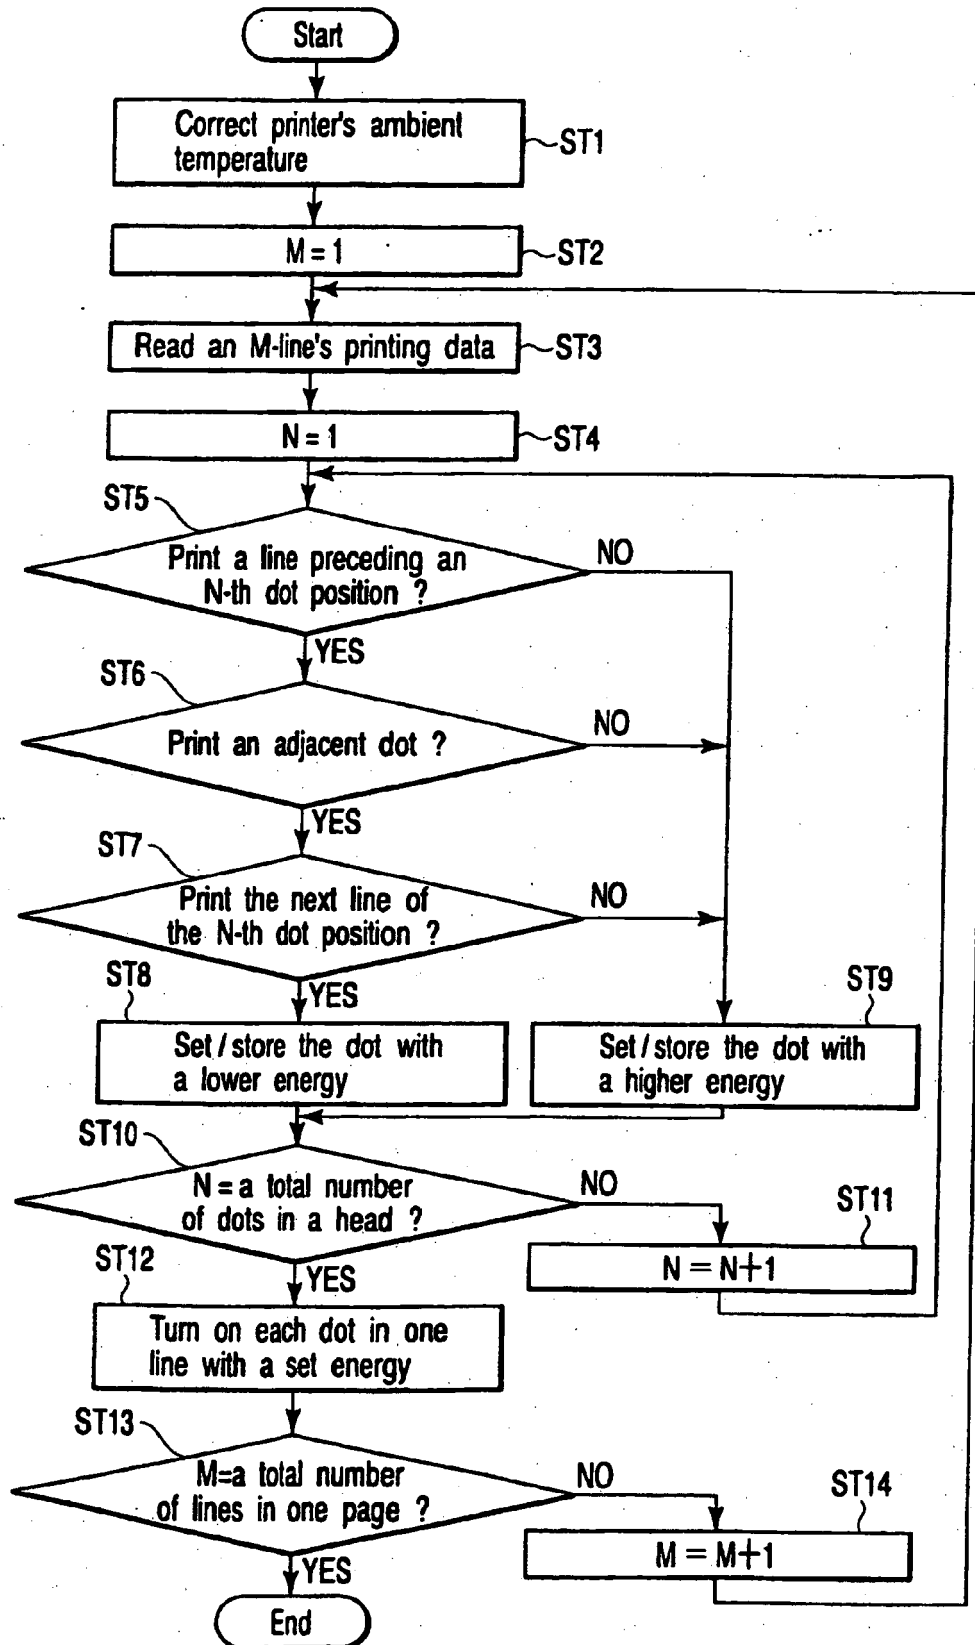 Start
Correct printer's ambient
temperature
ST1
M = 1
ST2
Read an M-line's printing data
ST3
N = 1
ST4
ST5
Print a line preceding an
N-th dot position ?
NO
YES
ST6
Print an adjacent dot ?
NO
YES
ST7
Print the next line of
the N-th dot position ?
NO
YES
ST8
Set / store the dot with
a lower energy
ST9
Set / store the dot with
a higher energy
ST10
N = a total number
of dots in a head ?
NO
ST11
N = N+1
YES
ST12
Turn on each dot in one
line with a set energy
ST13
M=a total number
of lines in one page ?
NO
ST14
M = M+1
YES
End